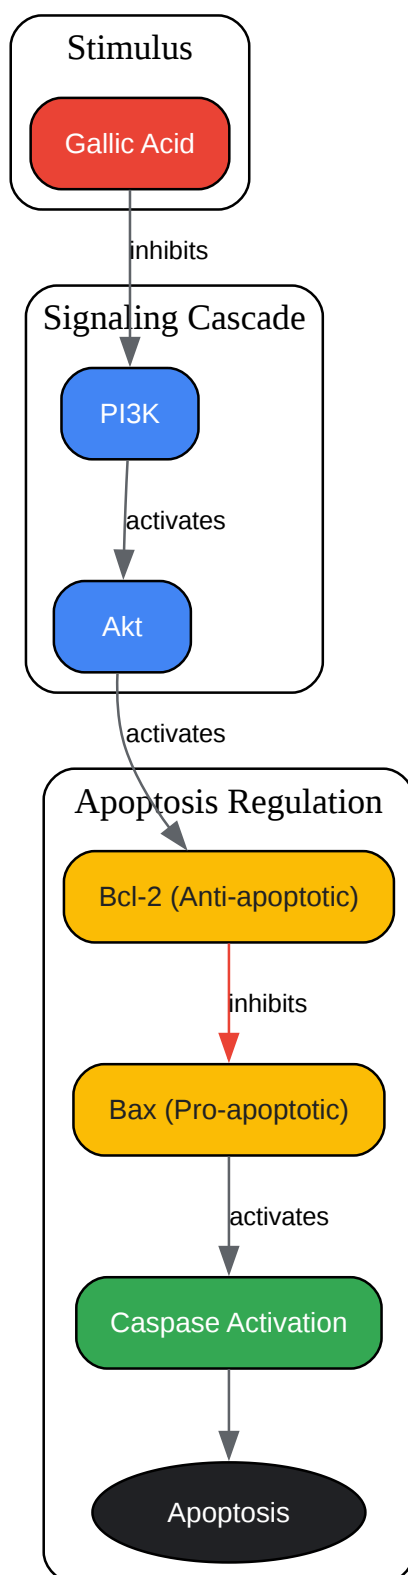 Stimulus
Gallic Acid
inhibits
Signaling Cascade
PI3K
activates
Akt
activates
Apoptosis Regulation
Bcl-2 (Anti-apoptotic)
inhibits
Bax (Pro-apoptotic)
activates
Caspase Activation
Apoptosis